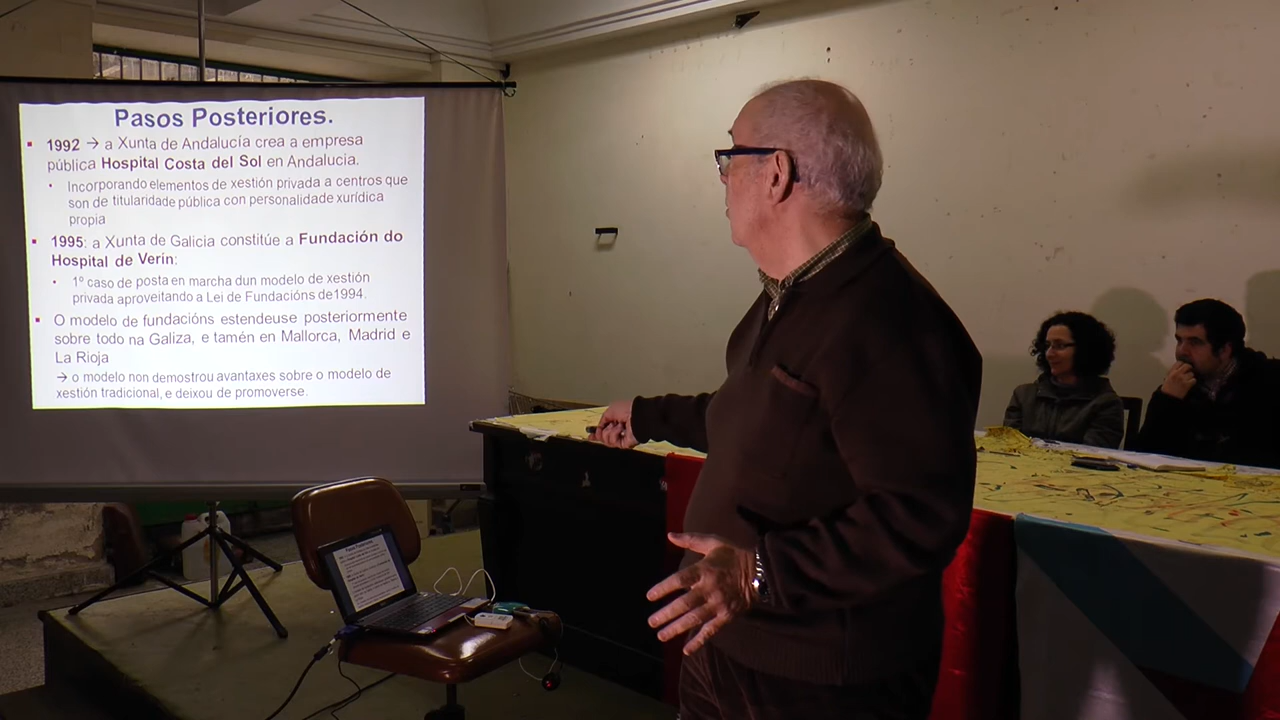 Pasos Posteriores.
1992 → a Xunta de Andalucía crea a empresa
pública Hospital Costa del Sol en Andalucia.
Incorporando elementos de xestión privada a centros que
son de titularidade pública con personalidade xurídica
propia
1995: a Xunta de Galicia constitúe a Fundación do
Hospital de Verín:
1º caso de posta en marcha dun modelo de xestión
privada aproveitando a Lei de Fundacións de1994.
O modelo de fundacións estendeuse posteriormente
sobre todo na Galiza, e tamén en Mallorca, Madrid e
La Rioja
→ o modelo non demostrou avantaxes sobre o modelo de
xestión tradicional, e deixou de promoverse.
Pasos Posteriores.